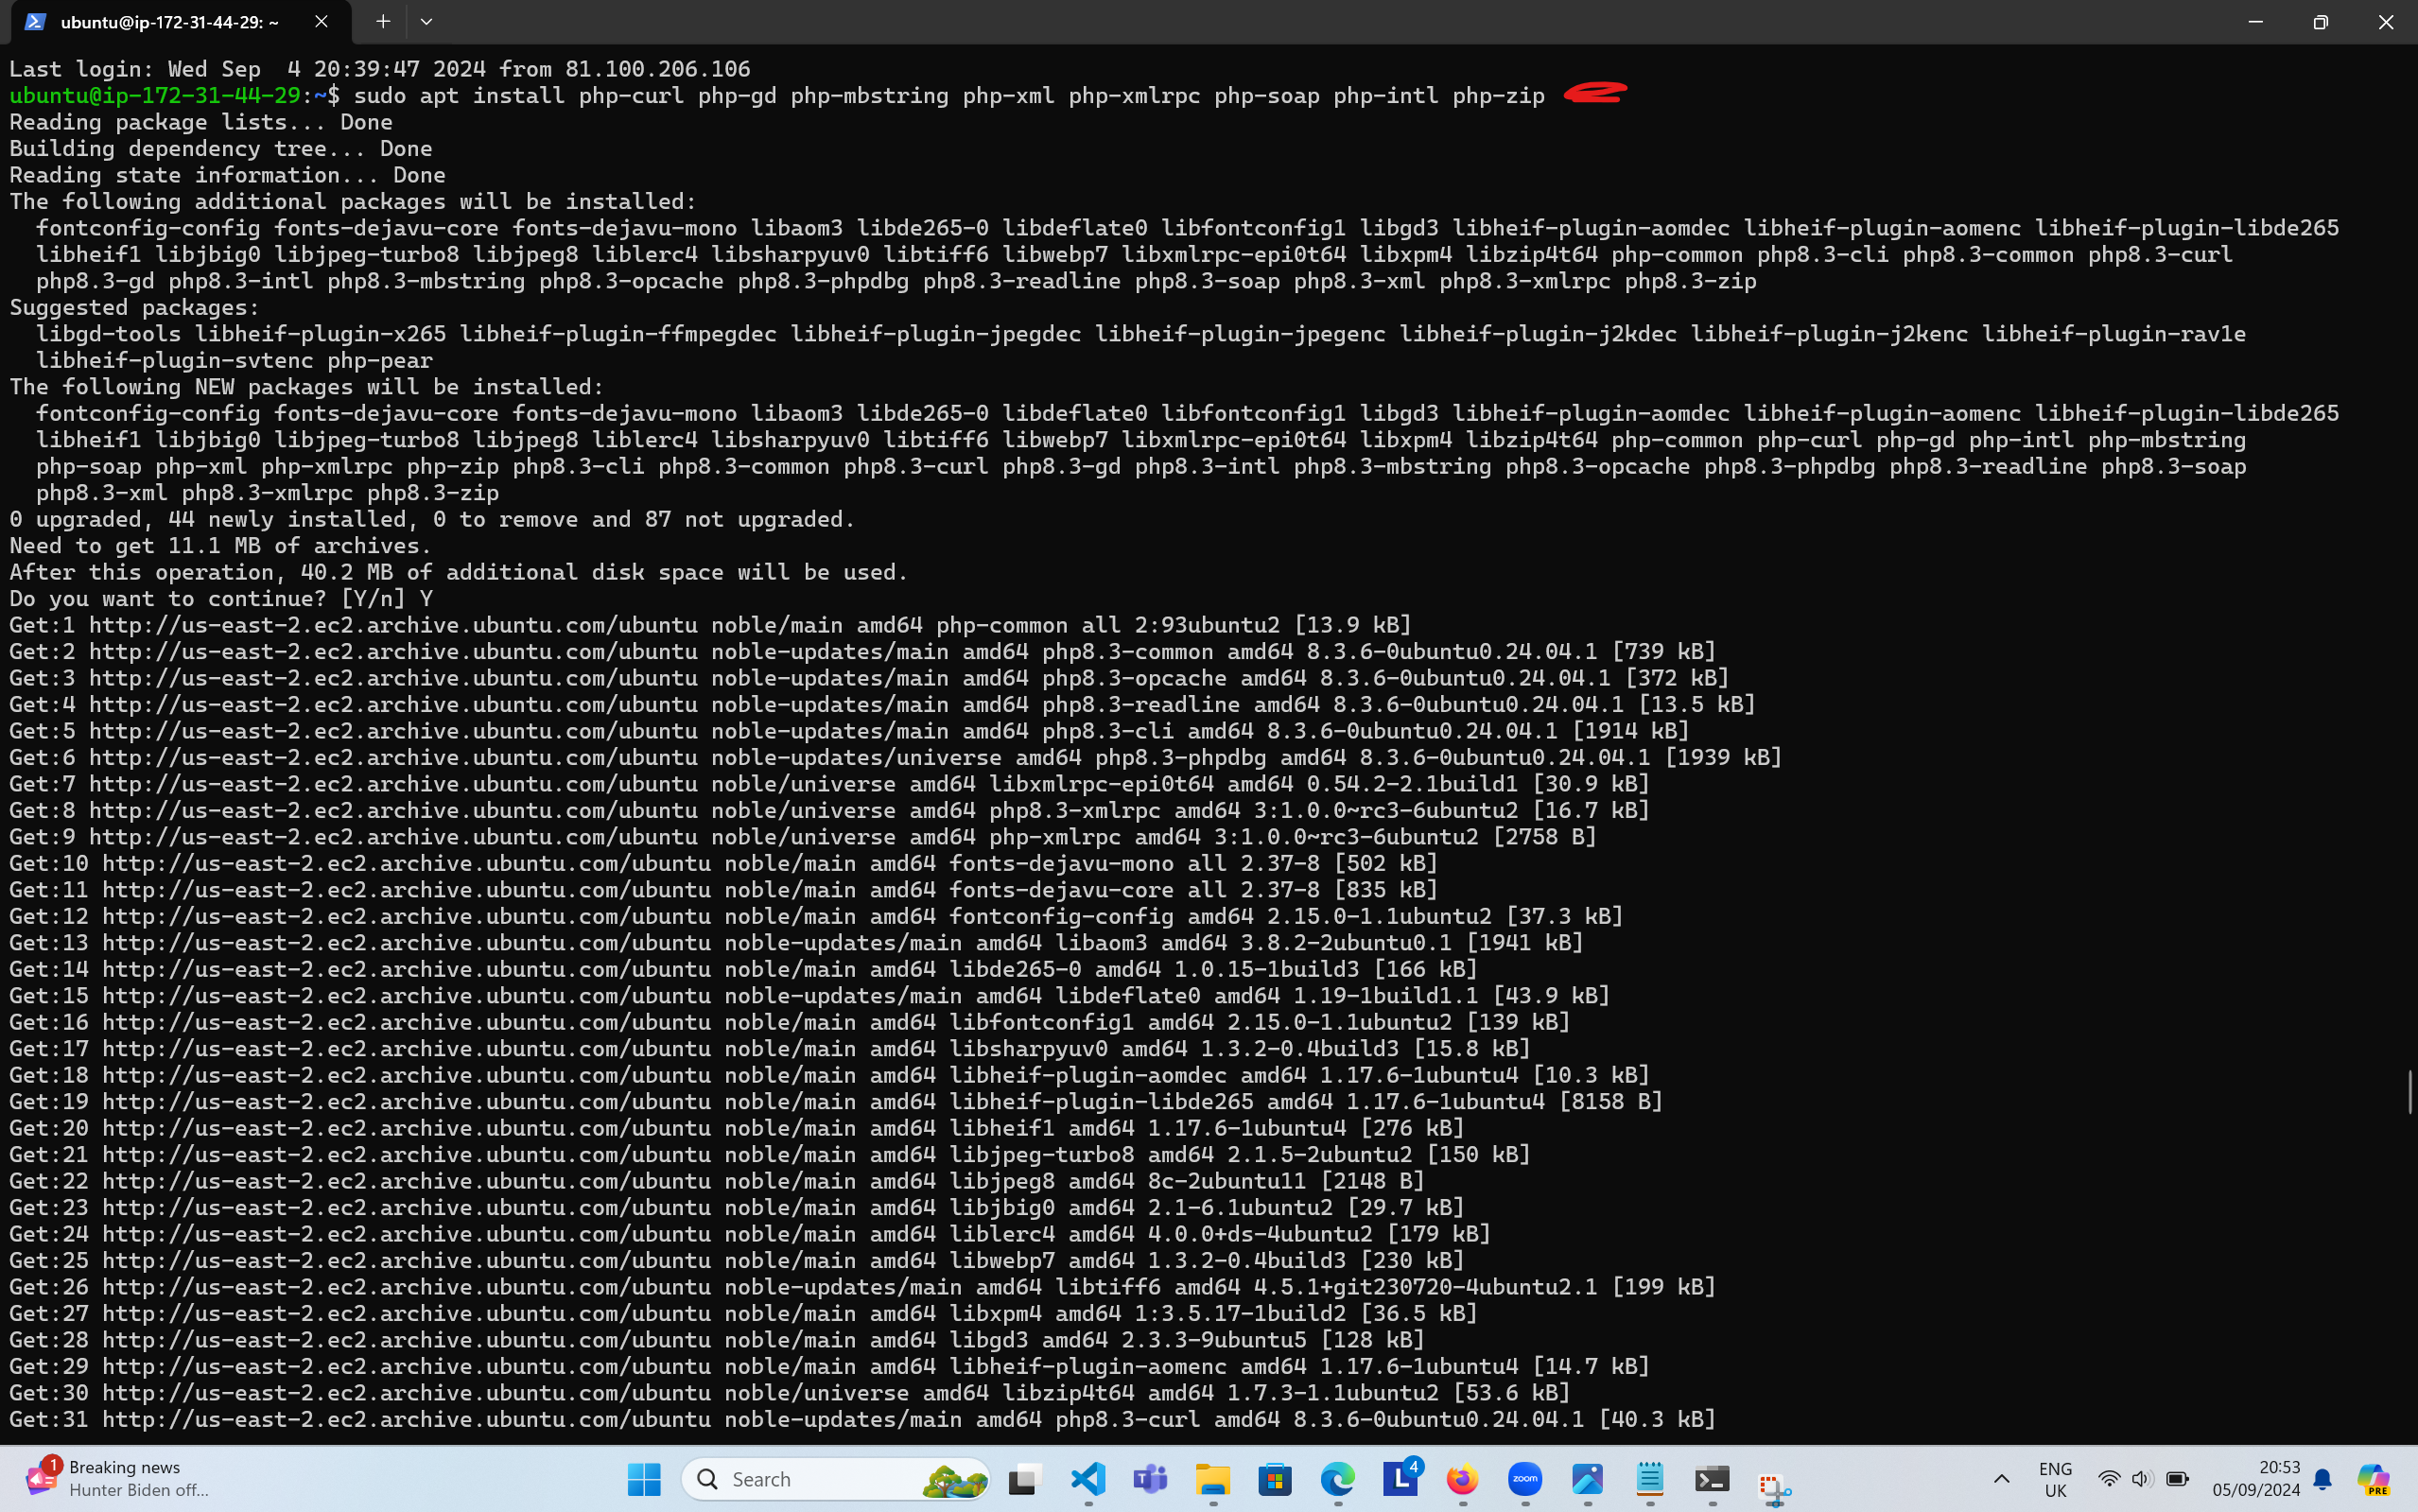 ubuntu@ip-172-31-44-29: ~
Last login: Wed Sep  4 20:39:47 2024 from 81.100.206.106
ubuntu@ip-172-31-44-29:~$ sudo apt install php-curl php-gd php-mbstring php-xml php-xmlrpc php-soap php-intl php-zip
Reading package lists... Done
Building dependency tree... Done
Reading state information... Done
The following additional packages will be installed:
  fontconfig-config fonts-dejavu-core fonts-dejavu-mono libaom3 libde265-0 libdeflate0 libfontconfig1 libgd3 libheif-plugin-aomdec libheif-plugin-aomenc libheif-plugin-libde265
  libheif1 libjbig0 libjpeg-turbo8 libjpeg8 liblerc4 libsharpyuv0 libtiff6 libwebp7 libxmlrpc-epi0t64 libxpm4 libzip4t64 php-common php8.3-cli php8.3-common php8.3-curl
  php8.3-gd php8.3-intl php8.3-mbstring php8.3-opcache php8.3-phpdbg php8.3-readline php8.3-soap php8.3-xml php8.3-xmlrpc php8.3-zip
Suggested packages:
  libgd-tools libheif-plugin-x265 libheif-plugin-ffmpegdec libheif-plugin-jpegdec libheif-plugin-jpegenc libheif-plugin-j2kdec libheif-plugin-j2kenc libheif-plugin-rav1e
  libheif-plugin-svtenc php-pear
The following NEW packages will be installed:
  fontconfig-config fonts-dejavu-core fonts-dejavu-mono libaom3 libde265-0 libdeflate0 libfontconfig1 libgd3 libheif-plugin-aomdec libheif-plugin-aomenc libheif-plugin-libde265
  libheif1 libjbig0 libjpeg-turbo8 libjpeg8 liblerc4 libsharpyuv0 libtiff6 libwebp7 libxmlrpc-epi0t64 libxpm4 libzip4t64 php-common php-curl php-gd php-intl php-mbstring
  php-soap php-xml php-xmlrpc php-zip php8.3-cli php8.3-common php8.3-curl php8.3-gd php8.3-intl php8.3-mbstring php8.3-opcache php8.3-phpdbg php8.3-readline php8.3-soap
  php8.3-xml php8.3-xmlrpc php8.3-zip
0 upgraded, 44 newly installed, 0 to remove and 87 not upgraded.
Need to get 11.1 MB of archives.
After this operation, 40.2 MB of additional disk space will be used.
Do you want to continue? [Y/n] Y
Get:1 http://us-east-2.ec2.archive.ubuntu.com/ubuntu noble/main amd64 php-common all 2:93ubuntu2 [13.9 kB]
Get:2 http://us-east-2.ec2.archive.ubuntu.com/ubuntu noble-updates/main amd64 php8.3-common amd64 8.3.6-0ubuntu0.24.04.1 [739 kB]
Get:3 http://us-east-2.ec2.archive.ubuntu.com/ubuntu noble-updates/main amd64 php8.3-opcache amd64 8.3.6-0ubuntu0.24.04.1 [372 kB]
Get:4 http://us-east-2.ec2.archive.ubuntu.com/ubuntu noble-updates/main amd64 php8.3-readline amd64 8.3.6-0ubuntu0.24.04.1 [13.5 kB]
Get:5 http://us-east-2.ec2.archive.ubuntu.com/ubuntu noble-updates/main amd64 php8.3-cli amd64 8.3.6-0ubuntu0.24.04.1 [1914 kB]
Get:6 http://us-east-2.ec2.archive.ubuntu.com/ubuntu noble-updates/universe amd64 php8.3-phpdbg amd64 8.3.6-0ubuntu0.24.04.1 [1939 kB]
Get:7 http://us-east-2.ec2.archive.ubuntu.com/ubuntu noble/universe amd64 libxmlrpc-epi0t64 amd64 0.54.2-2.1build1 [30.9 kB]
Get:8 http://us-east-2.ec2.archive.ubuntu.com/ubuntu noble/universe amd64 php8.3-xmlrpc amd64 3:1.0.0~rc3-6ubuntu2 [16.7 kB]
Get:9 http://us-east-2.ec2.archive.ubuntu.com/ubuntu noble/universe amd64 php-xmlrpc amd64 3:1.0.0~rc3-6ubuntu2 [2758 B]
Get:10 http://us-east-2.ec2.archive.ubuntu.com/ubuntu noble/main amd64 fonts-dejavu-mono all 2.37-8 [502 kB]
Get:11 http://us-east-2.ec2.archive.ubuntu.com/ubuntu noble/main amd64 fonts-dejavu-core all 2.37-8 [835 kB]
Get:12 http://us-east-2.ec2.archive.ubuntu.com/ubuntu noble/main amd64 fontconfig-config amd64 2.15.0-1.1ubuntu2 [37.3 kB]
Get:13 http://us-east-2.ec2.archive.ubuntu.com/ubuntu noble-updates/main amd64 libaom3 amd64 3.8.2-2ubuntu0.1 [1941 kB]
Get:14 http://us-east-2.ec2.archive.ubuntu.com/ubuntu noble/main amd64 libde265-0 amd64 1.0.15-1build3 [166 kB]
Get:15 http://us-east-2.ec2.archive.ubuntu.com/ubuntu noble-updates/main amd64 libdeflate0 amd64 1.19-1build1.1 [43.9 kB]
Get:16 http://us-east-2.ec2.archive.ubuntu.com/ubuntu noble/main amd64 libfontconfig1 amd64 2.15.0-1.1ubuntu2 [139 kB]
Get:17 http://us-east-2.ec2.archive.ubuntu.com/ubuntu noble/main amd64 libsharpyuv0 amd64 1.3.2-0.4build3 [15.8 kB]
Get:18 http://us-east-2.ec2.archive.ubuntu.com/ubuntu noble/main amd64 libheif-plugin-aomdec amd64 1.17.6-1ubuntu4 [10.3 kB]
Get:19 http://us-east-2.ec2.archive.ubuntu.com/ubuntu noble/main amd64 libheif-plugin-libde265 amd64 1.17.6-1ubuntu4 [8158 B]
Get:20 http://us-east-2.ec2.archive.ubuntu.com/ubuntu noble/main amd64 libheif1 amd64 1.17.6-1ubuntu4 [276 kB]
Get:21 http://us-east-2.ec2.archive.ubuntu.com/ubuntu noble/main amd64 libjpeg-turbo8 amd64 2.1.5-2ubuntu2 [150 kB]
Get:22 http://us-east-2.ec2.archive.ubuntu.com/ubuntu noble/main amd64 libjpeg8 amd64 8c-2ubuntu11 [2148 B]
Get:23 http://us-east-2.ec2.archive.ubuntu.com/ubuntu noble/main amd64 libjbig0 amd64 2.1-6.1ubuntu2 [29.7 kB]
Get:24 http://us-east-2.ec2.archive.ubuntu.com/ubuntu noble/main amd64 liblerc4 amd64 4.0.0+ds-4ubuntu2 [179 kB]
Get:25 http://us-east-2.ec2.archive.ubuntu.com/ubuntu noble/main amd64 libwebp7 amd64 1.3.2-0.4build3 [230 kB]
Get:26 http://us-east-2.ec2.archive.ubuntu.com/ubuntu noble-updates/main amd64 libtiff6 amd64 4.5.1+git230720-4ubuntu2.1 [199 kB]
Get:27 http://us-east-2.ec2.archive.ubuntu.com/ubuntu noble/main amd64 libxpm4 amd64 1:3.5.17-1build2 [36.5 kB]
Get:28 http://us-east-2.ec2.archive.ubuntu.com/ubuntu noble/main amd64 libgd3 amd64 2.3.3-9ubuntu5 [128 kB]
Get:29 http://us-east-2.ec2.archive.ubuntu.com/ubuntu noble/main amd64 libheif-plugin-aomenc amd64 1.17.6-1ubuntu4 [14.7 kB]
Get:30 http://us-east-2.ec2.archive.ubuntu.com/ubuntu noble/universe amd64 libzip4t64 amd64 1.7.3-1.1ubuntu2 [53.6 kB]
Get:31 http://us-east-2.ec2.archive.ubuntu.com/ubuntu noble-updates/main amd64 php8.3-curl amd64 8.3.6-0ubuntu0.24.04.1 [40.3 kB]
1
Breaking news
Hunter Biden off...
Search
T
L
4
zoom
ENG
UK
20:53
05/09/2024
PRE